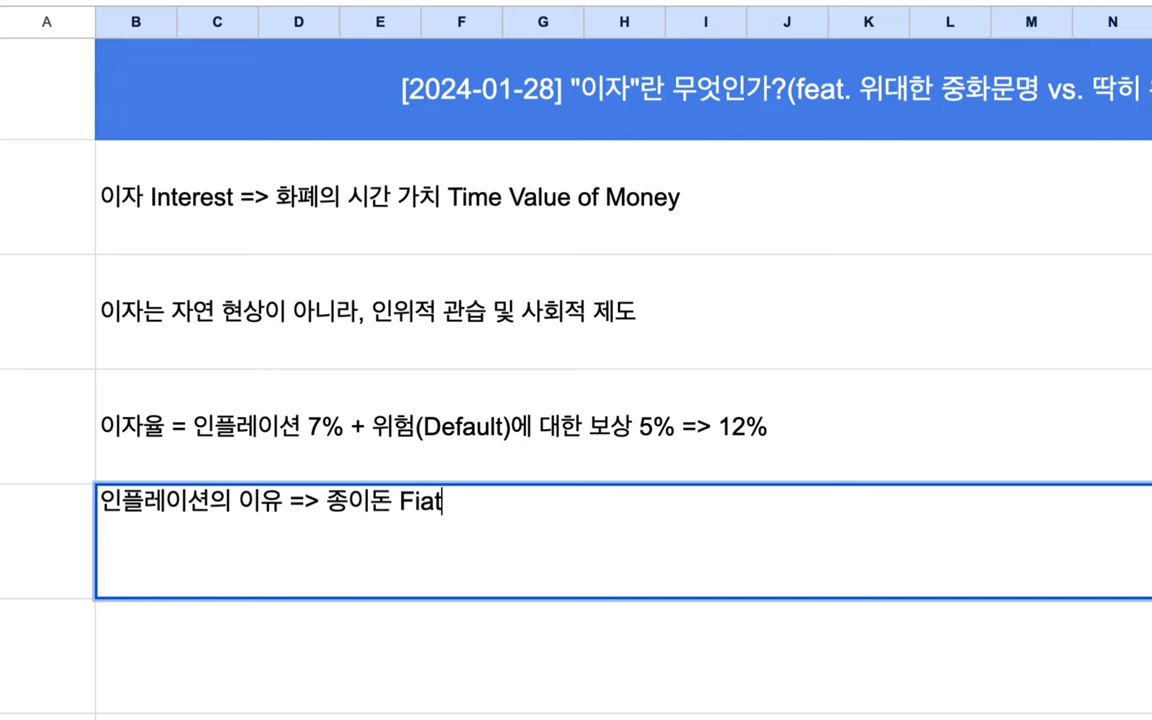 A B C D E F G H I J K L M N
[2024-01-28] "이자"란 무엇인가?(feat. 위대한 중화문명 vs. 딱히
이자 Interest => 화폐의 시간 가치 Time Value of Money
이자는 자연 현상이 아니라, 인위적 관습 및 사회적 제도
이자율 = 인플레이션 7% + 위험(Default)에 대한 보상 5% => 12%
인플레이션의 이유 => 종이돈 Fiat